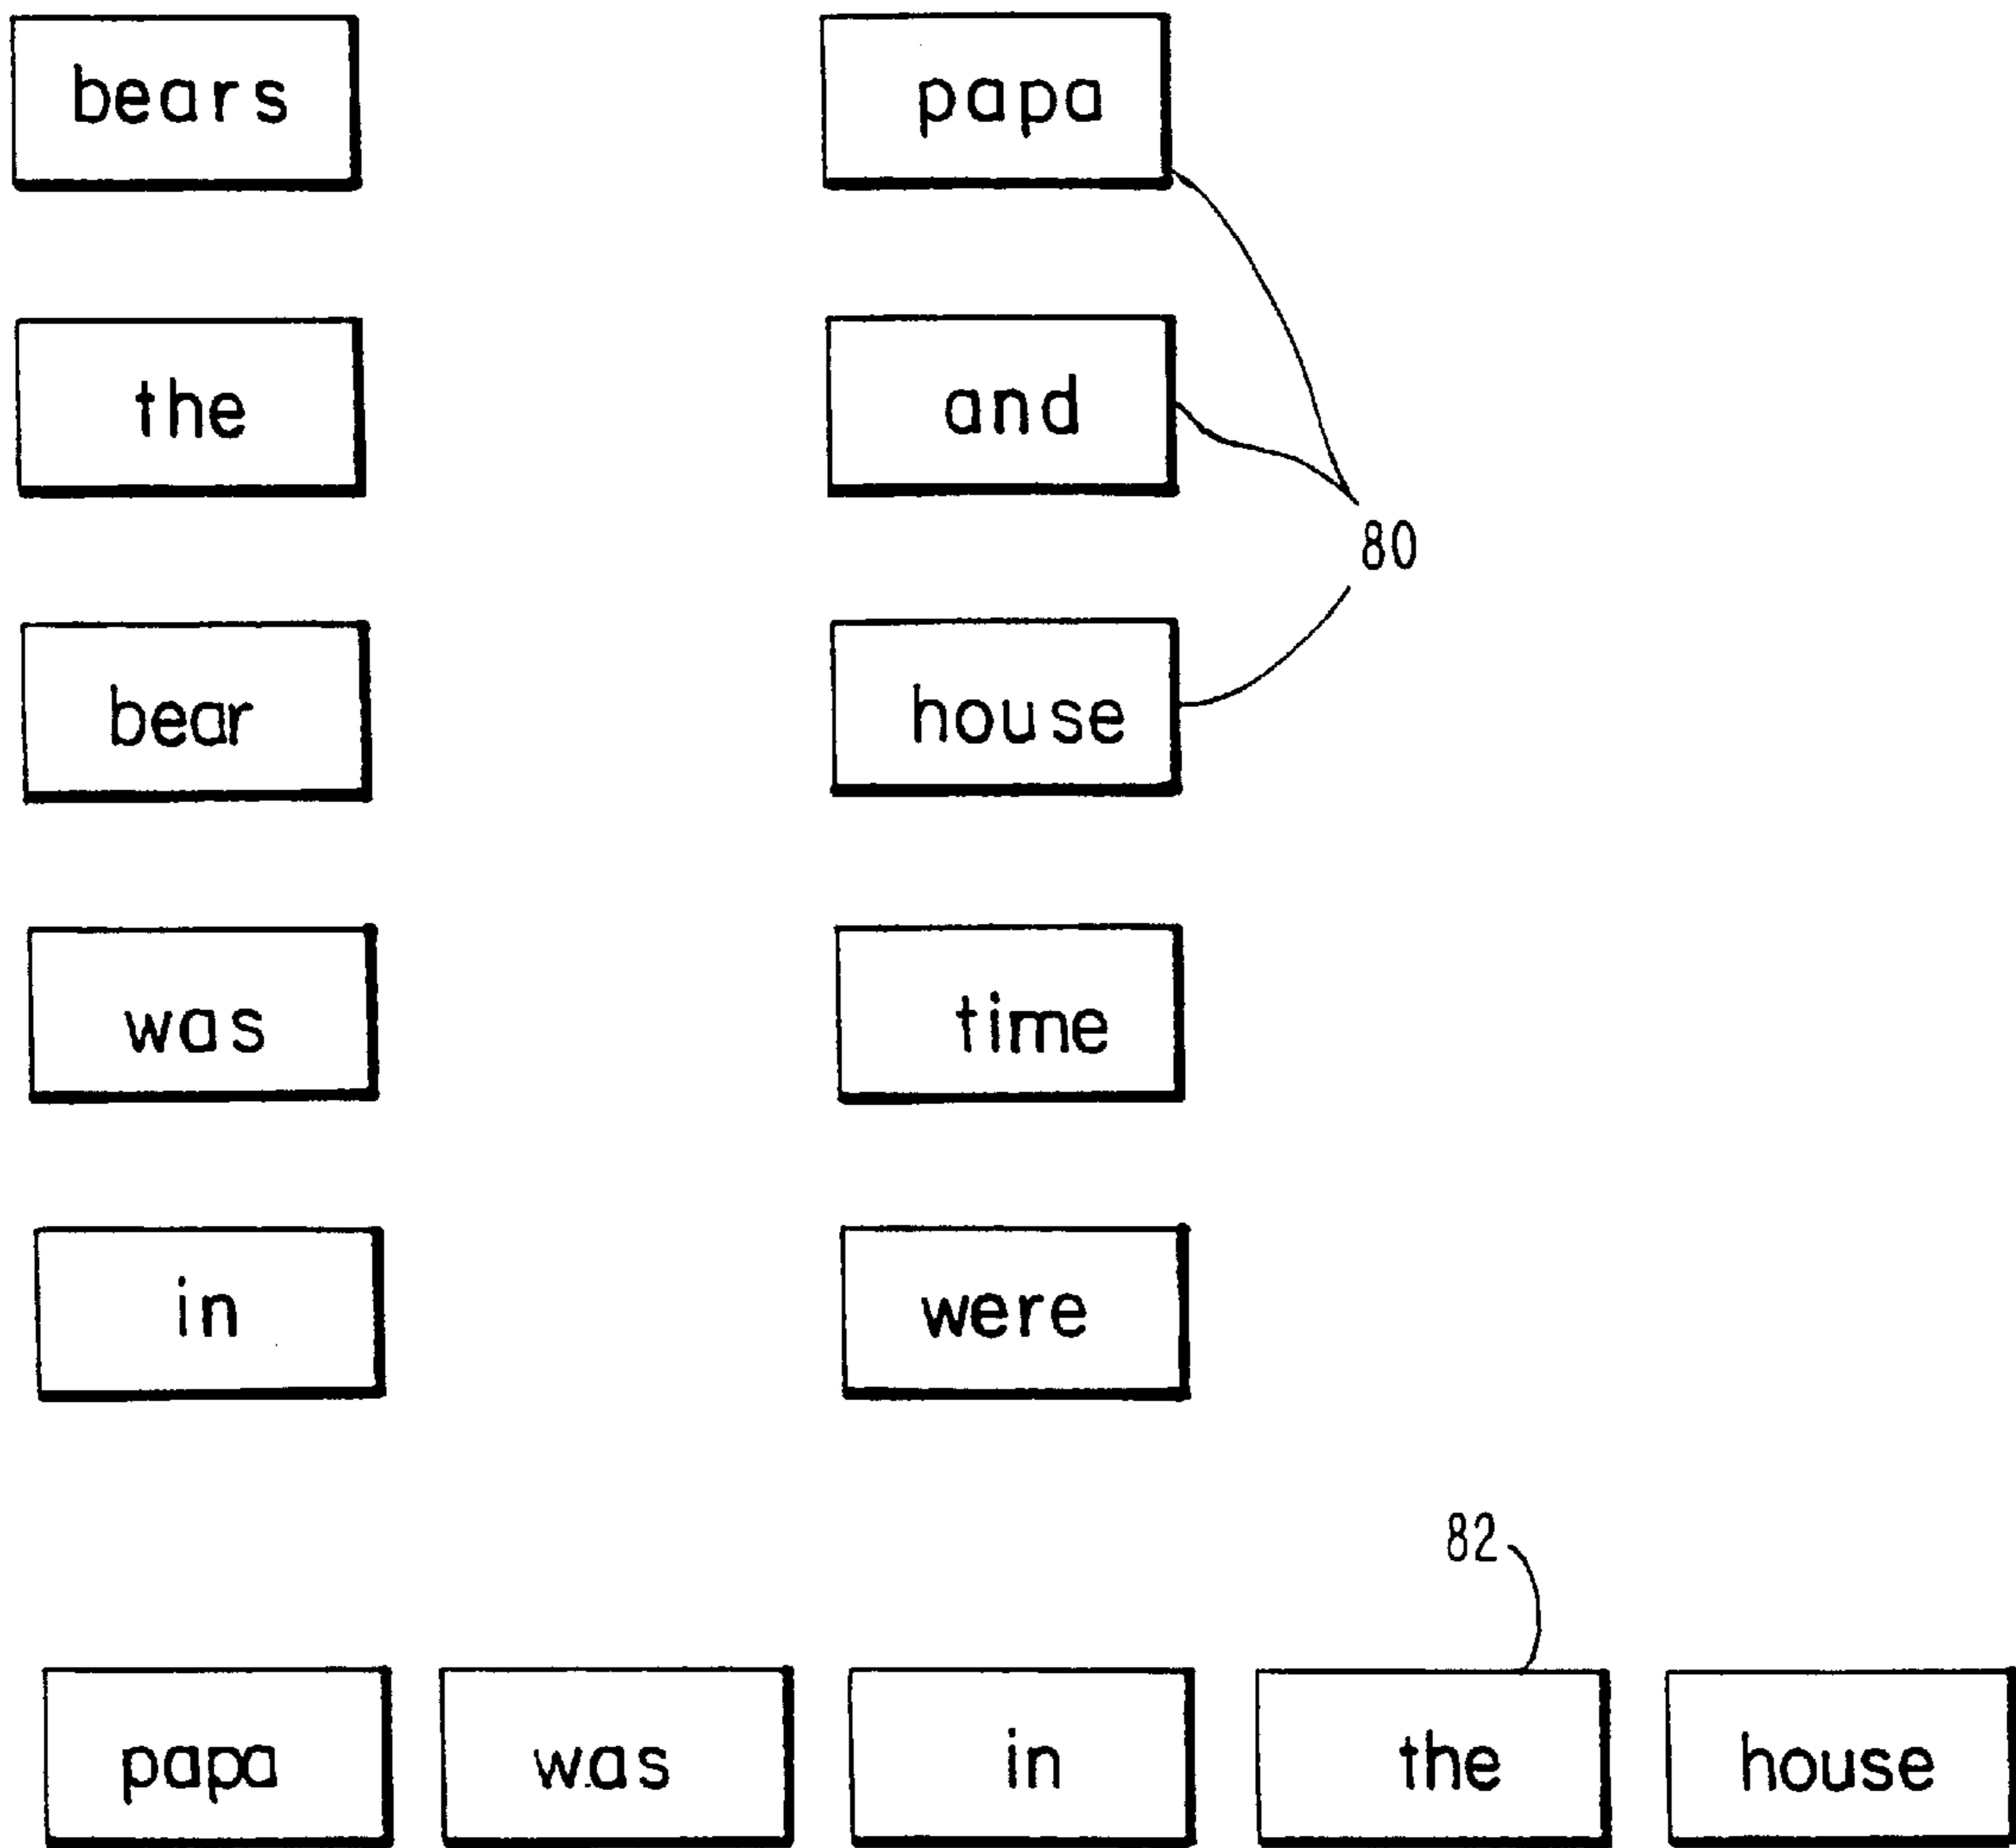 bears papa
the and
80
bear house
was time
in were
82
papa was in the house